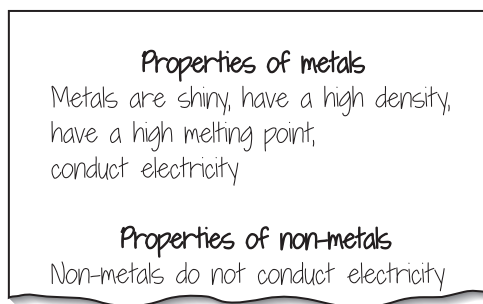 Properties of metals
Metals are shiny, have a high density,
have a high melting point,
conduct electricity
Properties of non-metals
Non-metals do not conduct electricity